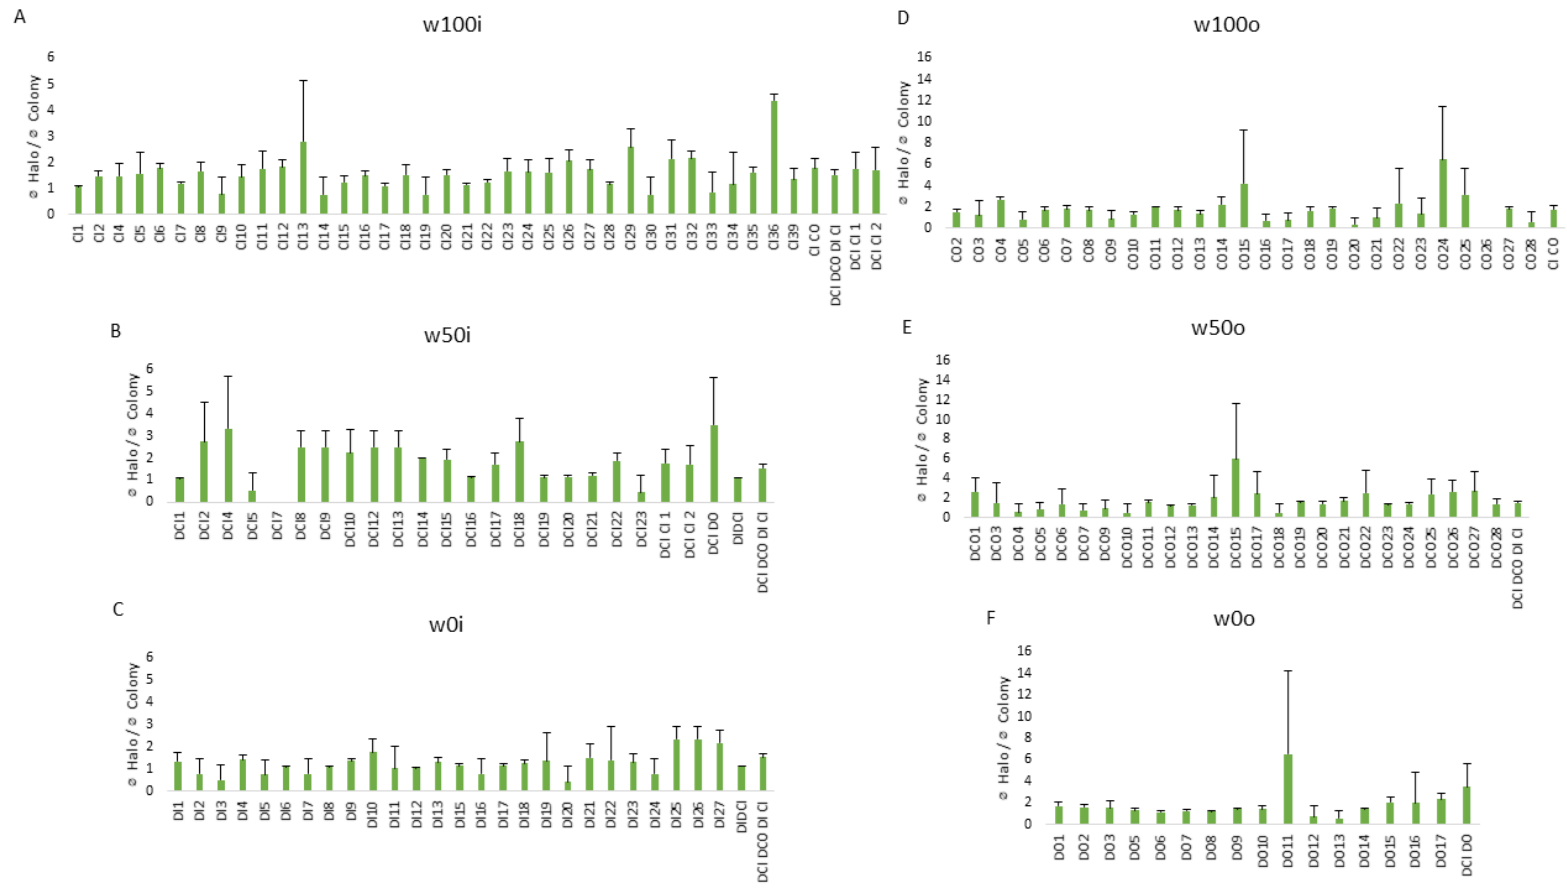 A
w100i
⌀ Halo / ⌀ Colony
6
5
4
3
2
1
0
CI1
CI2
CI4
CI5
CI6
CI7
CI8
CI9
CI10
CI11
CI12
CI13
CI14
CI15
CI16
CI17
CI18
CI19
CI20
CI21
CI22
CI23
CI24
CI25
CI26
CI27
CI28
CI29
CI30
CI31
CI32
CI33
CI34
CI35
CI36
CI39
CI CO
DCI DCO DI CI
DCI CI 1
DCI CI 2
B
w50i
⌀ Halo / ⌀ Colony
6
5
4
3
2
1
0
DCI1
DCI2
DCI4
DCI5
DCI7
DCI8
DCI9
DCI10
DCI12
DCI13
DCI14
DCI15
DCI16
DCI17
DCI18
DCI19
DCI20
DCI21
DCI22
DCI23
DCI CI 1
DCI CI 2
DCI DO
DIDCI
DCI DCO DI CI
C
w0i
⌀ Halo / ⌀ Colony
6
5
4
3
2
1
0
DI1
DI2
DI3
DI4
DI5
DI6
DI7
DI8
DI9
DI10
DI11
DI12
DI13
DI15
DI16
DI17
DI18
DI19
DI20
DI21
DI22
DI23
DI24
DI25
DI26
DI27
DIDCI
DCI DCO DI CI
D
w100o
⌀ Halo / ⌀ Colony
16
14
12
10
8
6
4
2
0
CO2
CO3
CO4
CO5
CO6
CO7
CO8
CO9
CO10
CO11
CO12
CO13
CO14
CO15
CO16
CO17
CO18
CO19
CO20
CO21
CO22
CO23
CO24
CO25
CO26
CO27
CO28
CI CO
E
w50o
⌀ Halo / ⌀ Colony
16
14
12
10
8
6
4
2
0
DCO1
DCO3
DCO4
DCO5
DCO6
DCO7
DCO9
DCO10
DCO11
DCO12
DCO13
DCO14
DCO15
DCO17
DCO18
DCO19
DCO20
DCO21
DCO22
DCO23
DCO24
DCO25
DCO26
DCO27
DCO28
DCI DCO DI CI
F
w0o
⌀ Halo / ⌀ Colony
16
14
12
10
8
6
4
2
0
DO1
DO2
DO3
DO5
DO6
DO7
DO8
DO9
DO10
DO11
DO12
DO13
DO14
DO15
DO16
DO17
DCI DO